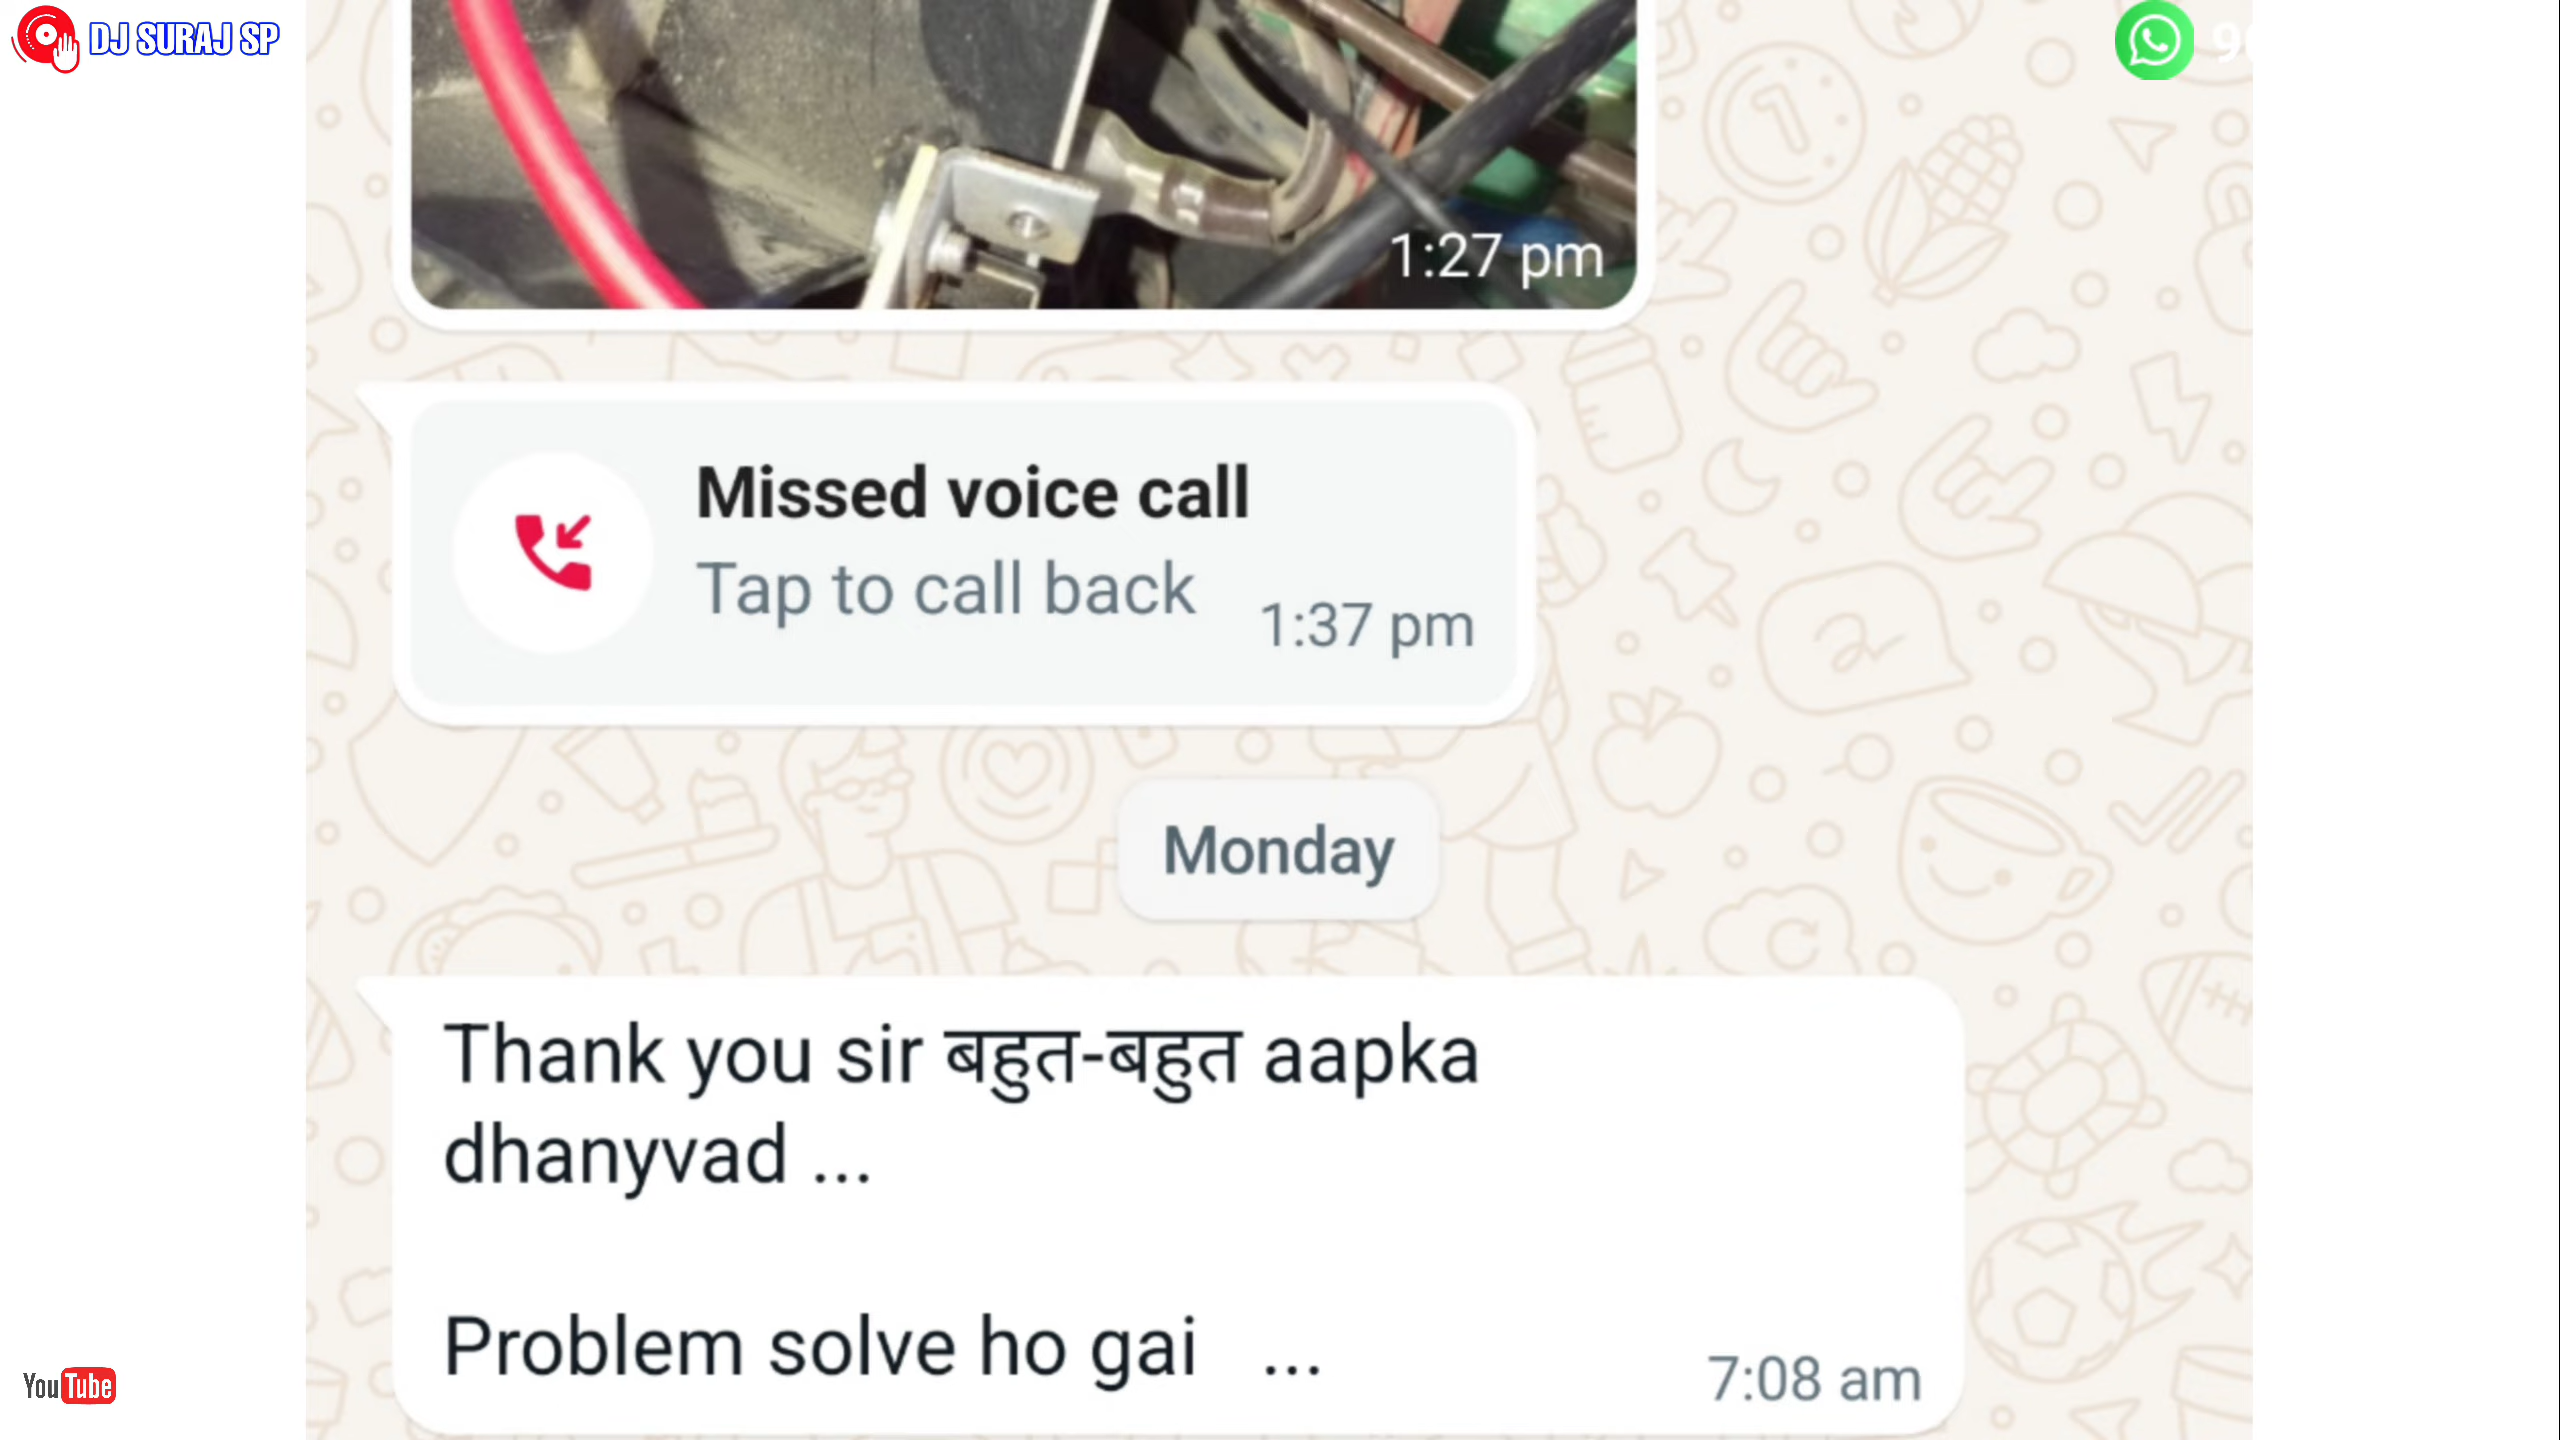 DJ SURAJ SP
1:27 pm
Missed voice call
Tap to call back
1:37 pm
Monday
Thank you sir बहुत-बहुत aapka
dhanyvad ...
Problem solve ho gai ...
7:08 am
YouTube